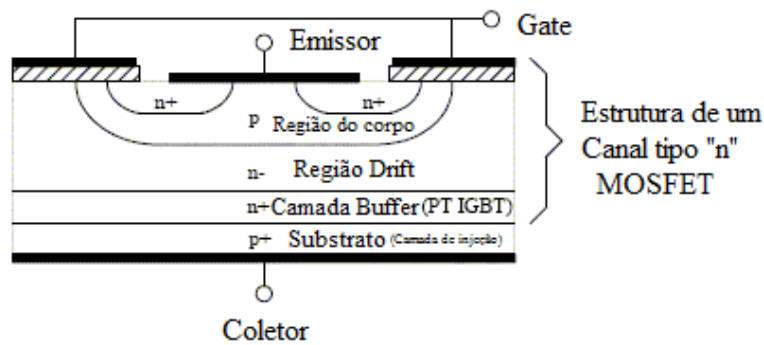 Gate
Emissor
n+ n+
p Região do corpo
n- Região Drift
n+ Camada Buffer (PT IGBT)
p+ Substrato (Camada de injeção)
Coletor
Estrutura de um
Canal tipo "n"
MOSFET